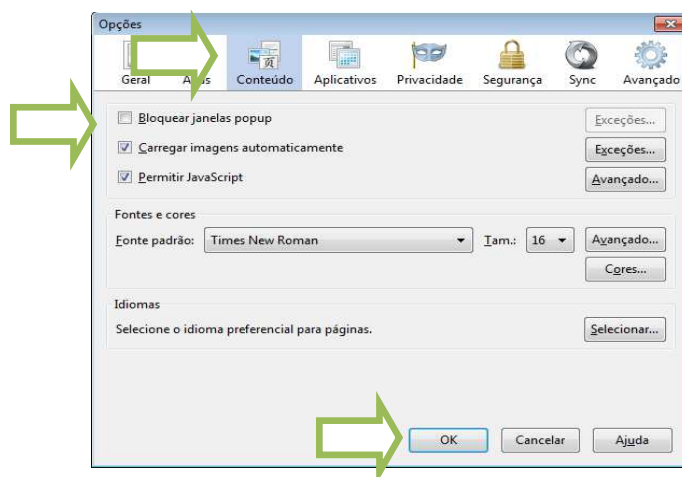 Opções
Geral Conteúdo Aplicativos Privacidade Segurança Sync Avançado
Bloquear janelas popup Exceções...
Carregar imagens automaticamente Exceções...
Permitir JavaScript Avançado...
Fontes e cores
Fonte padrão: Times New Roman Tam.: 16 Avançado...
Cores...
Idiomas
Selecione o idioma preferencial para páginas. Selecionar...
OK Cancelar Ajuda